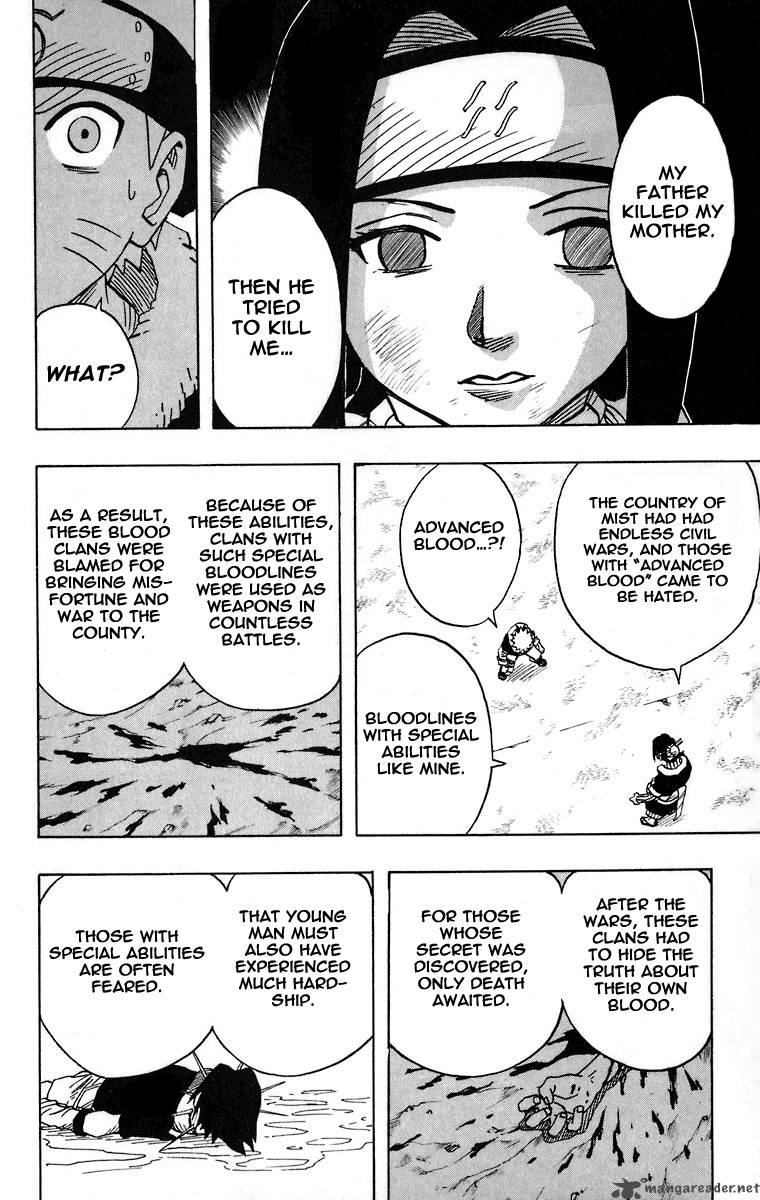 MY
FATHER
KILLED MY
MOTHER.
THEN HE
TRIED
TO KILL
ME...
WHAT?
THE COUNTRY OF
MIST HAD HAD
ENDLESS CIVIL
WARS, AND THOSE
WITH “ADVANCED
BLOOD” CAME TO
BE HATED.
ADVANCED
BLOOD...?!
BLOODLINES
WITH SPECIAL
ABILITIES
LIKE MINE.
BECAUSE OF
THESE ABILITIES,
CLANS WITH
SUCH SPECIAL
BLOODLINES
WERE USED AS
WEAPONS IN
COUNTLESS
BATTLES.
AS A RESULT,
THESE BLOOD
CLANS WERE
BLAMED FOR
BRINGING MIS-
FORTUNE AND
WAR TO THE
COUNTY.
AFTER THE
WARS, THESE
CLANS HAD
TO HIDE THE
TRUTH ABOUT
THEIR OWN
BLOOD.
FOR THOSE
WHOSE
SECRET WAS
DISCOVERED,
ONLY DEATH
AWAITED.
THAT YOUNG
MAN MUST
ALSO HAVE
EXPERIENCED
MUCH HARD-
SHIP.
THOSE WITH
SPECIAL ABILITIES
ARE OFTEN
FEARED.
mangareader.net